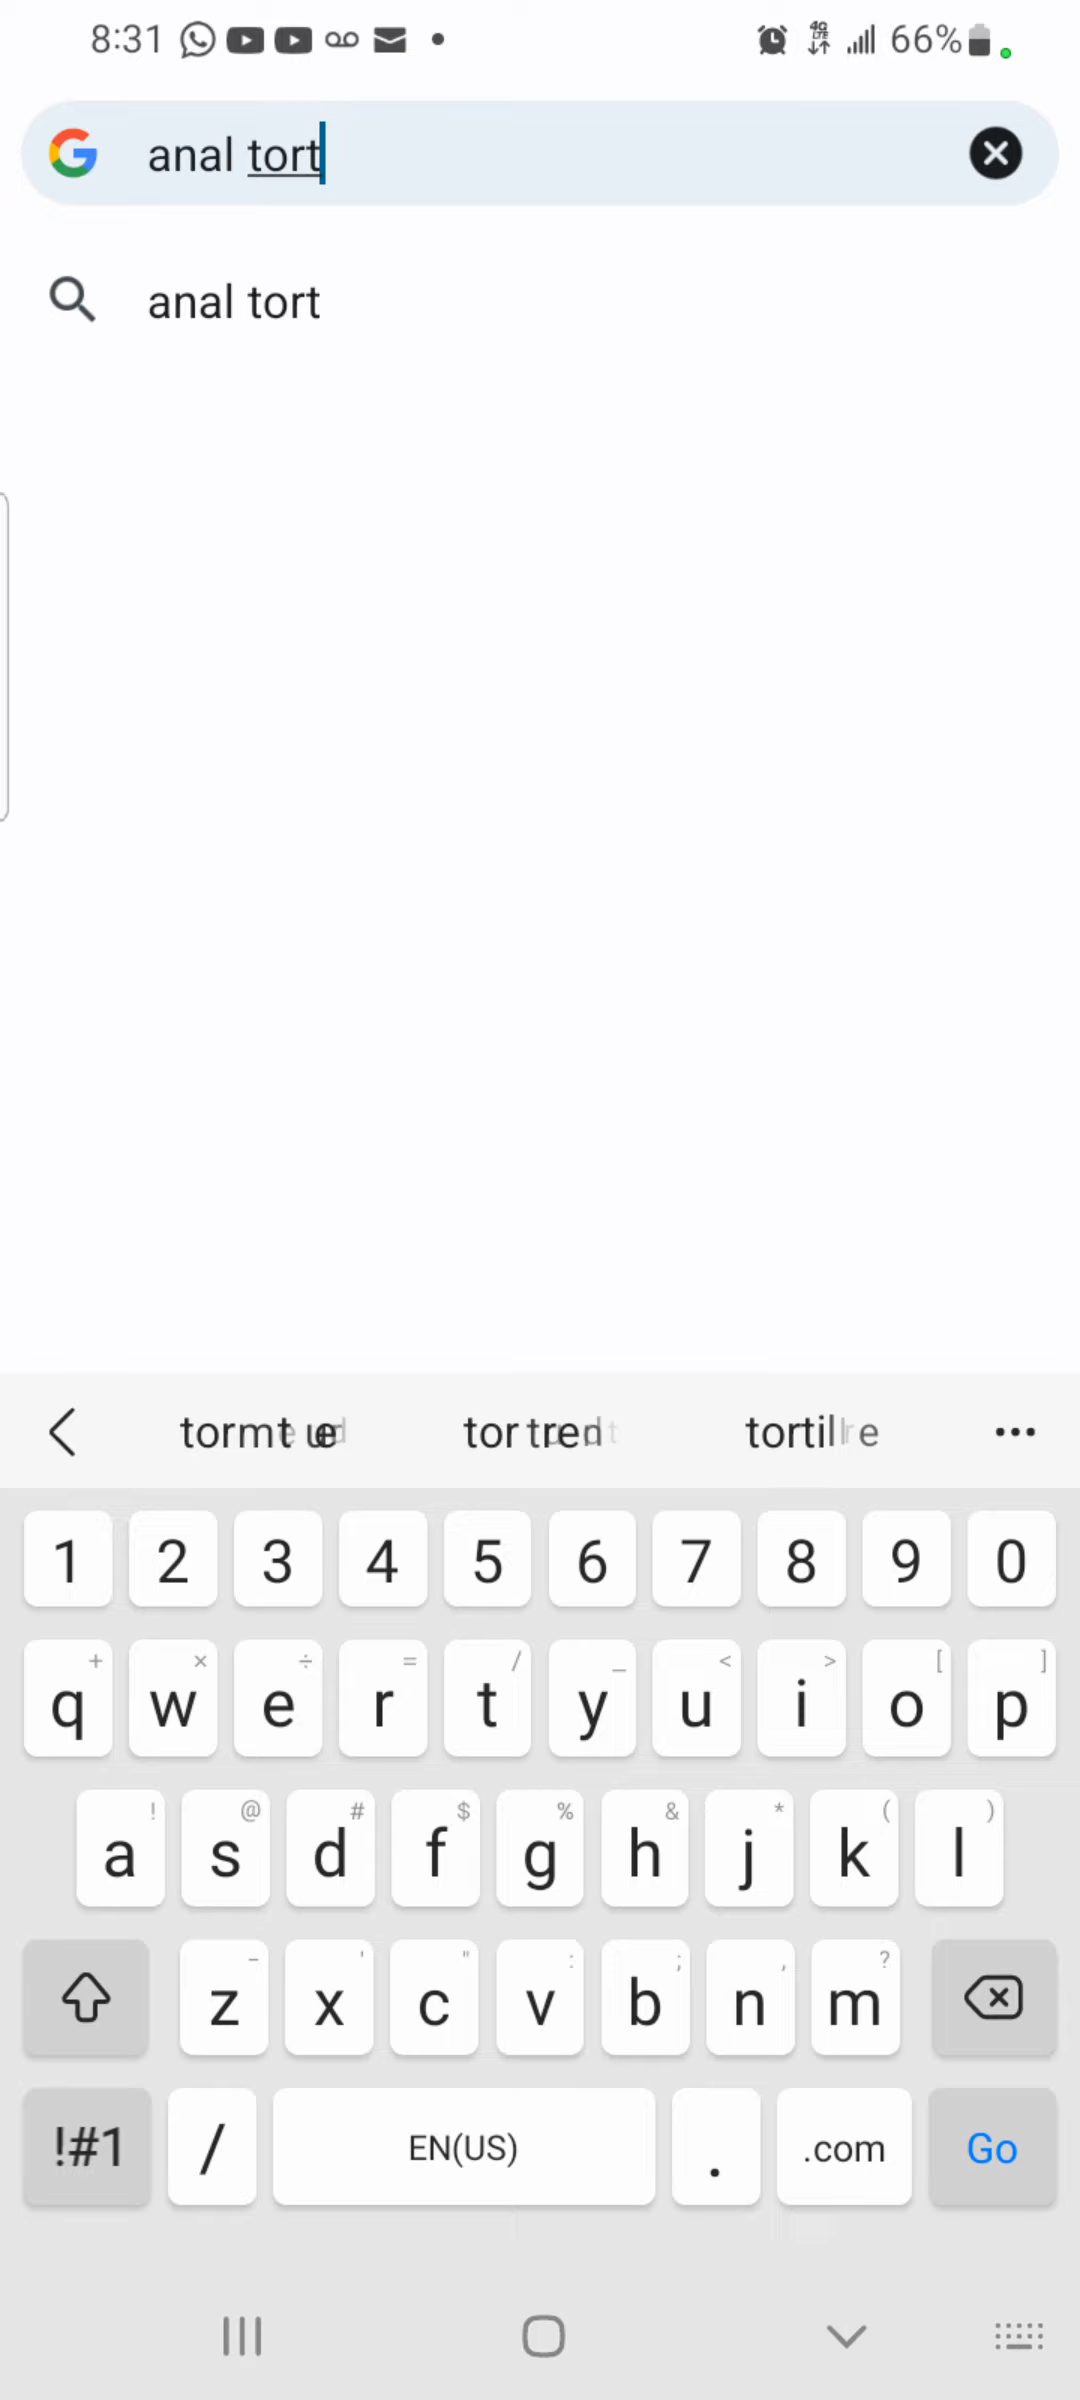 8:31 66%
anal tort
anal tort
1 2 3 4 5 6 7 8 9 0
+ × ÷ = / _ < > [ ]
q w e r t y u i o p
! @ # $ % & * ( )
a s d f g h j k l
- ' " : ; , ?
z x c v b n m
!#1 / EN(US) . .com Go